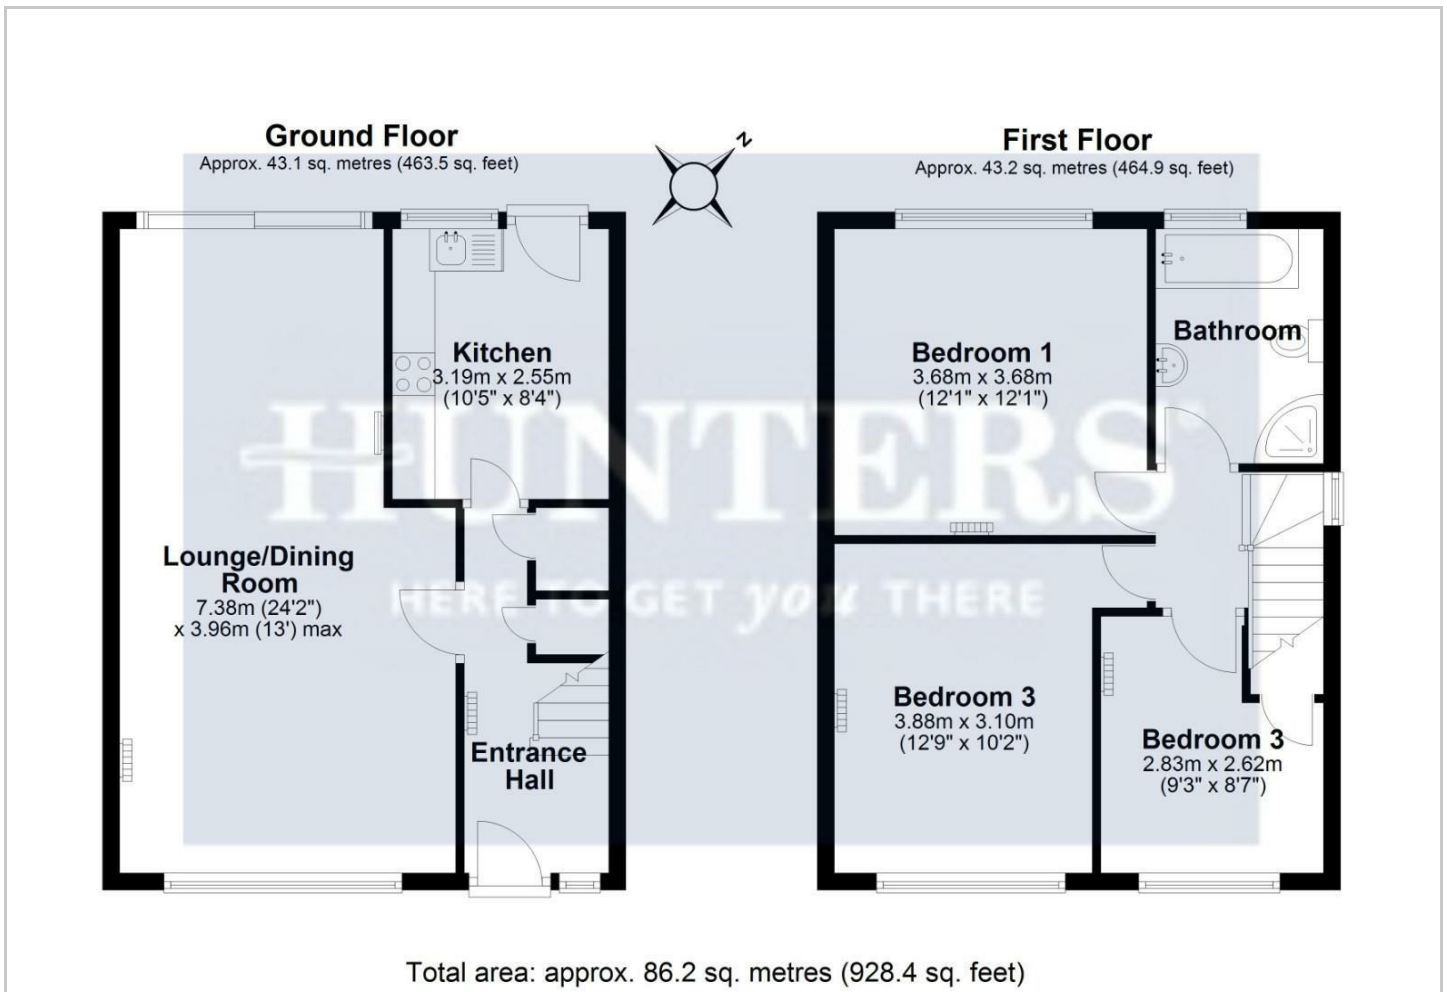 Ground Floor
Approx. 43.1 sq. metres (463.5 sq. feet)
N
First Floor
Approx. 43.2 sq. metres (464.9 sq. feet)
Kitchen
3.19m x 2.55m
(10'5" x 8'4")
Lounge/Dining
Room
7.38m (24'2")
x 3.96m (13') max
Entrance
Hall
Bedroom 1
3.68m x 3.68m
(12'1" x 12'1")
Bathroom
Bedroom 3
3.88m x 3.10m
(12'9" x 10'2")
Bedroom 3
2.83m x 2.62m
(9'3" x 8'7")
HUNTERS
HERE TO GET you THERE
Total area: approx. 86.2 sq. metres (928.4 sq. feet)